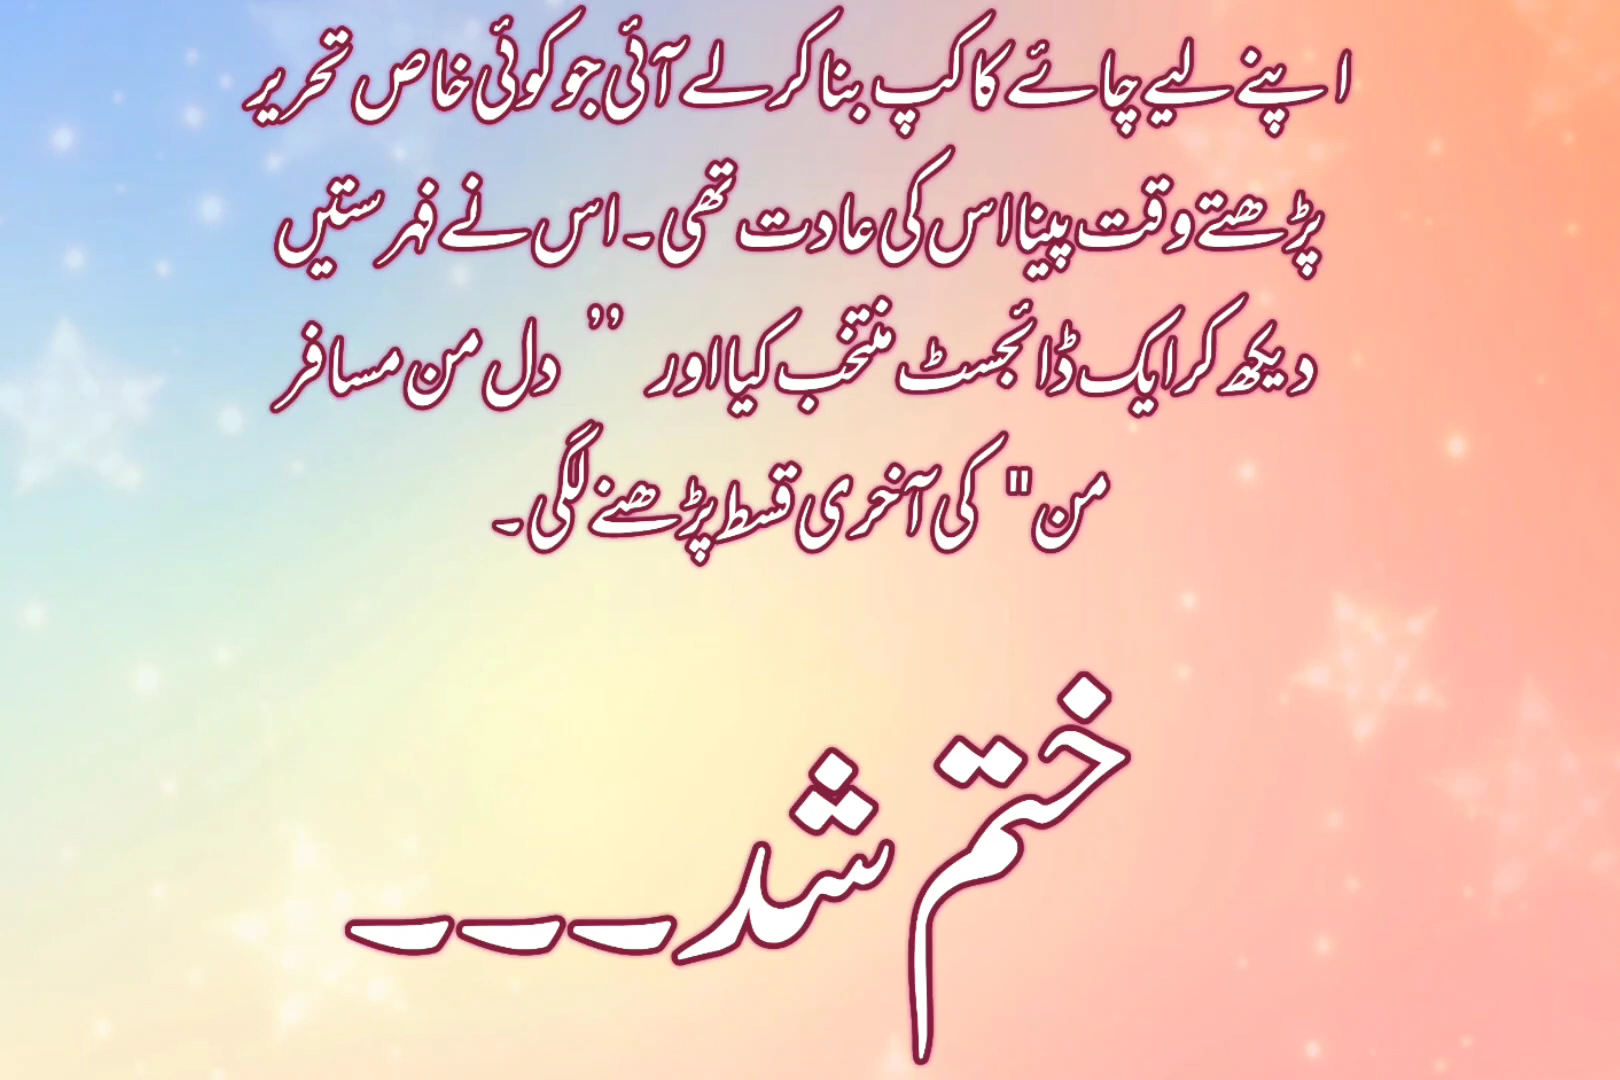 اپنے لیے چائے کا کپ بنا کر لے آئی جو کوئی خاص تحریر
پڑھتے وقت پینا اس کی عادت تھی۔ اس نے فہرستیں
دیکھ کر ایک ڈائجسٹ منتخب کیا اور ” دل من مسافر
من" کی آخری قسط پڑھنے لگی۔
ختم شد۔۔۔